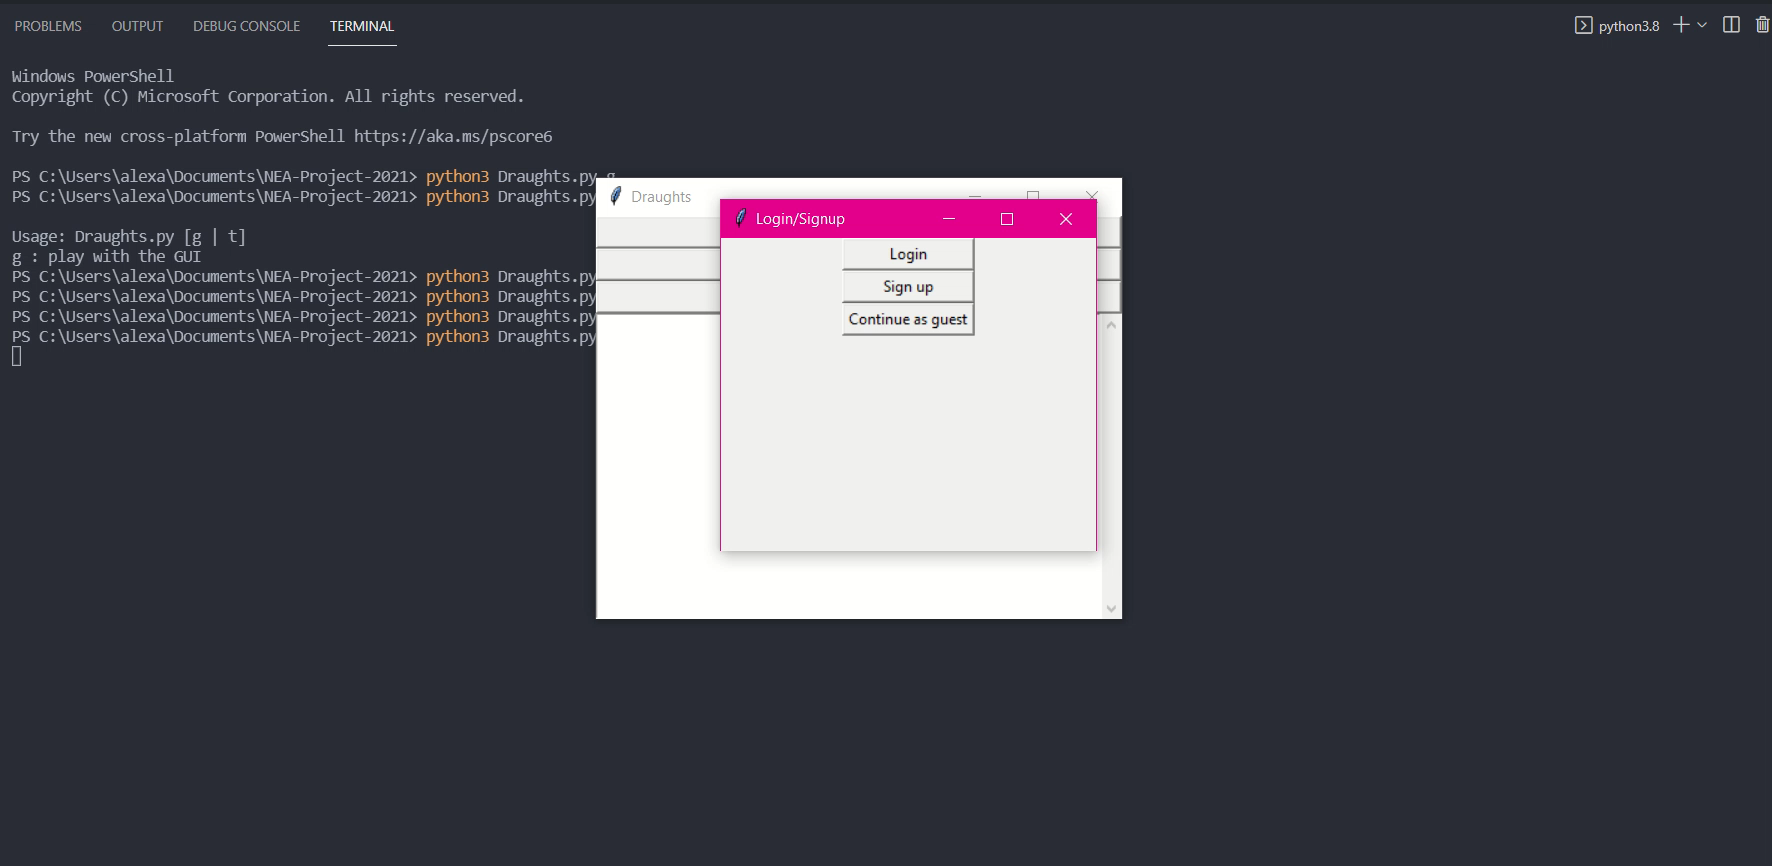 PROBLEMS OUTPUT DEBUG CONSOLE TERMINAL python3.8
Windows PowerShell
Copyright (C) Microsoft Corporation. All rights reserved.
Try the new cross-platform PowerShell https://aka.ms/pscore6
PS C:\Users\alexa\Documents\NEA-Project-2021> python3 Draughts.py g
PS C:\Users\alexa\Documents\NEA-Project-2021> python3 Draughts.py
Usage: Draughts.py [g | t]
g : play with the GUI
PS C:\Users\alexa\Documents\NEA-Project-2021> python3 Draughts.py
PS C:\Users\alexa\Documents\NEA-Project-2021> python3 Draughts.py
PS C:\Users\alexa\Documents\NEA-Project-2021> python3 Draughts.py
PS C:\Users\alexa\Documents\NEA-Project-2021> python3 Draughts.py
Draughts
Login/Signup
Login
Sign up
Continue as guest